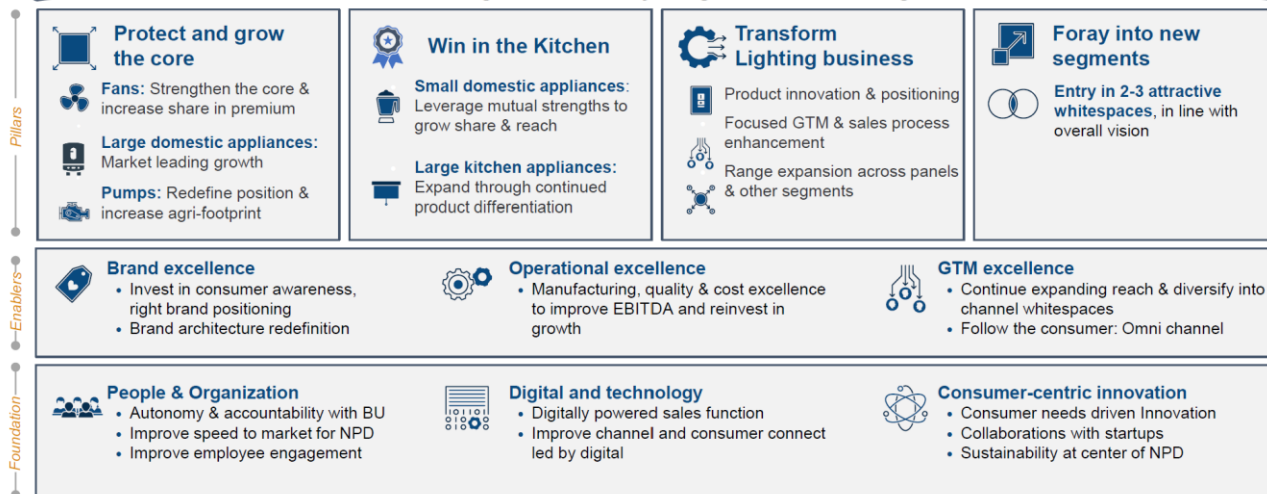 Pillars
Protect and grow
the core
Fans: Strengthen the core &
increase share in premium
Large domestic appliances:
Market leading growth
Pumps: Redefine position &
increase agri-footprint
Win in the Kitchen
Small domestic appliances:
Leverage mutual strengths to
grow share & reach
Large kitchen appliances:
Expand through continued
product differentiation
Transform
Lighting business
Product innovation & positioning
Focused GTM & sales process
enhancement
Range expansion across panels
& other segments
Foray into new
segments
Entry in 2-3 attractive
whitespaces, in line with
overall vision
Enablers
Brand excellence
• Invest in consumer awareness,
right brand positioning
• Brand architecture redefinition
Operational excellence
• Manufacturing, quality & cost excellence
to improve EBITDA and reinvest in
growth
GTM excellence
• Continue expanding reach & diversify into
channel whitespaces
• Follow the consumer: Omni channel
Foundation
People & Organization
• Autonomy & accountability with BU
• Improve speed to market for NPD
• Improve employee engagement
Digital and technology
• Digitally powered sales function
• Improve channel and consumer connect
led by digital
Consumer-centric innovation
• Consumer needs driven Innovation
• Collaborations with startups
• Sustainability at center of NPD